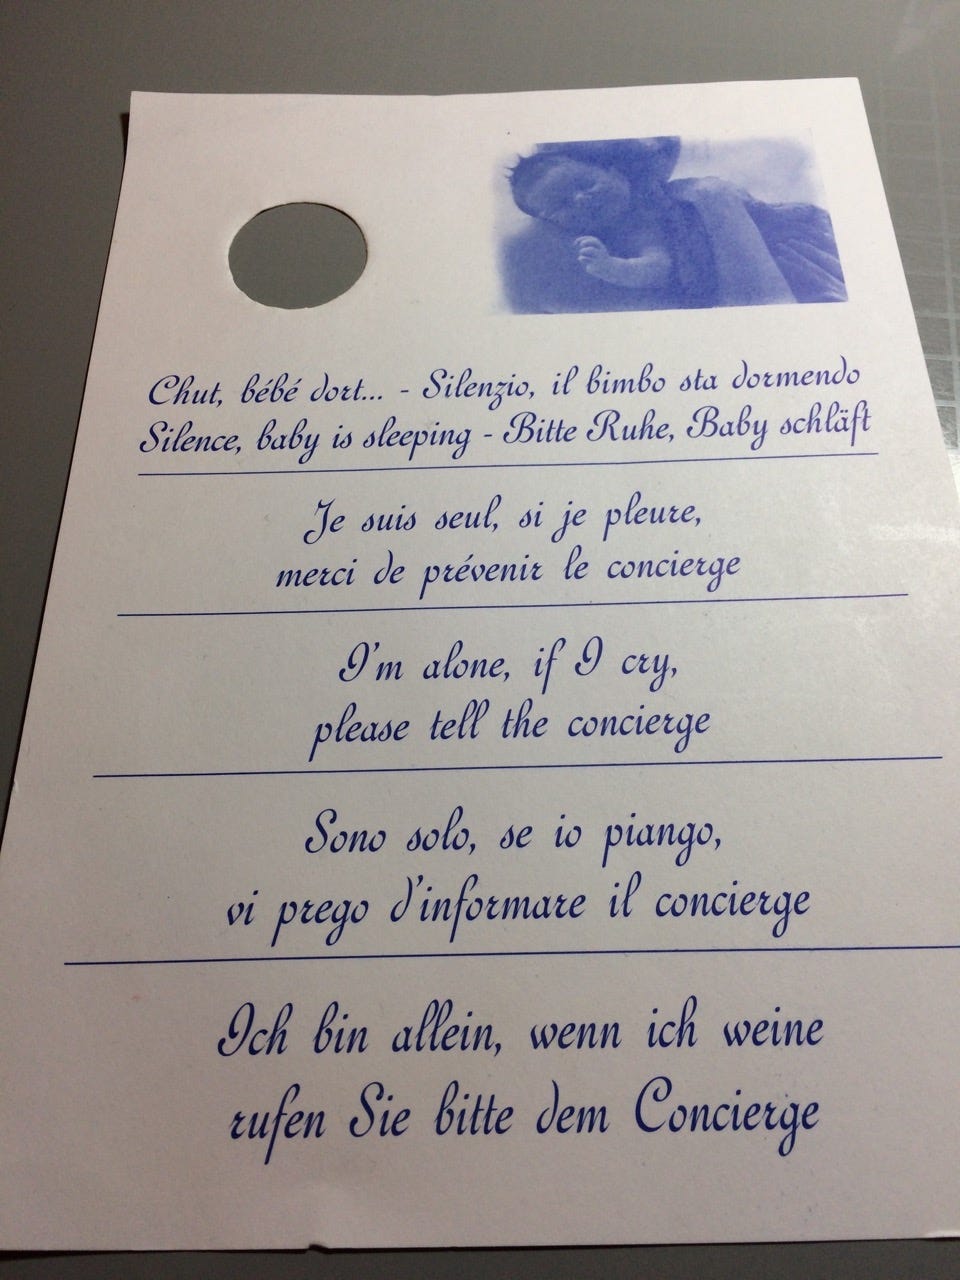 Chut, bébé dort... - Silenzio, il bimbo sta dormendo
Silence, baby is sleeping - Bitte Ruhe, Baby schläft
Je suis seul, si je pleure,
merci de prévenir le concierge
I'm alone, if I cry,
please tell the concierge
Sono solo, se io piango,
vi prego d'informare il concierge
Ich bin allein, wenn ich weine
rufen Sie bitte dem Concierge